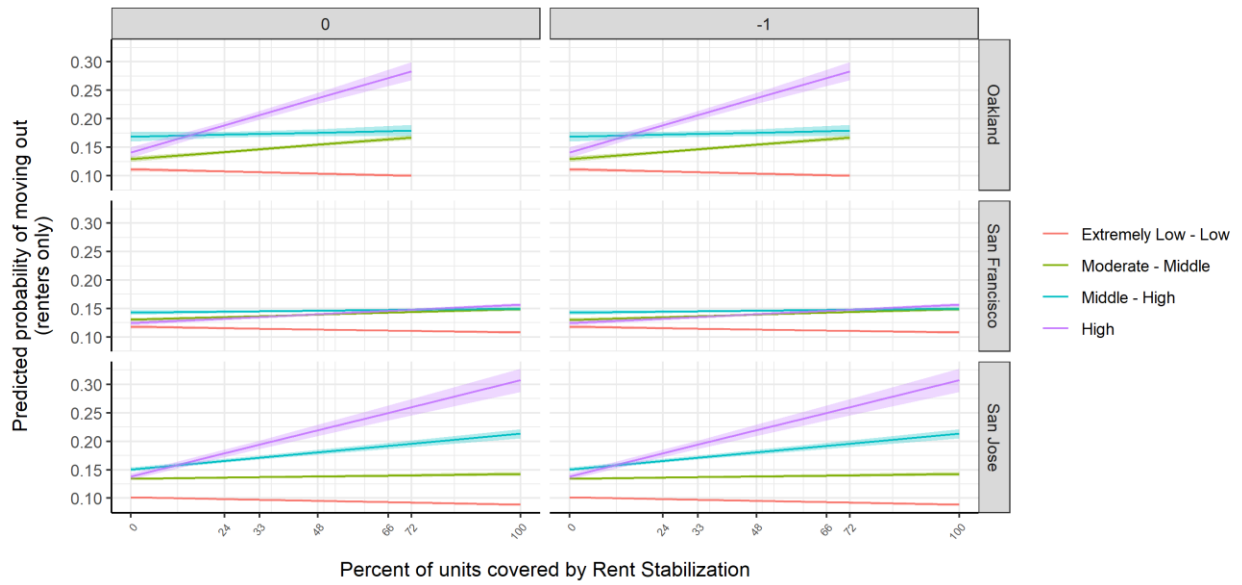 0
-1
0.30
0.25
0.20
0.15
0.10
Oakland
0.30
0.25
0.20
0.15
0.10
San Francisco
0.30
0.25
0.20
0.15
0.10
San Jose
Predicted probability of moving out
(renters only)
0 24 33 48 66 72 100
0 24 33 48 66 72 100
Percent of units covered by Rent Stabilization
Extremely Low - Low
Moderate - Middle
Middle - High
High